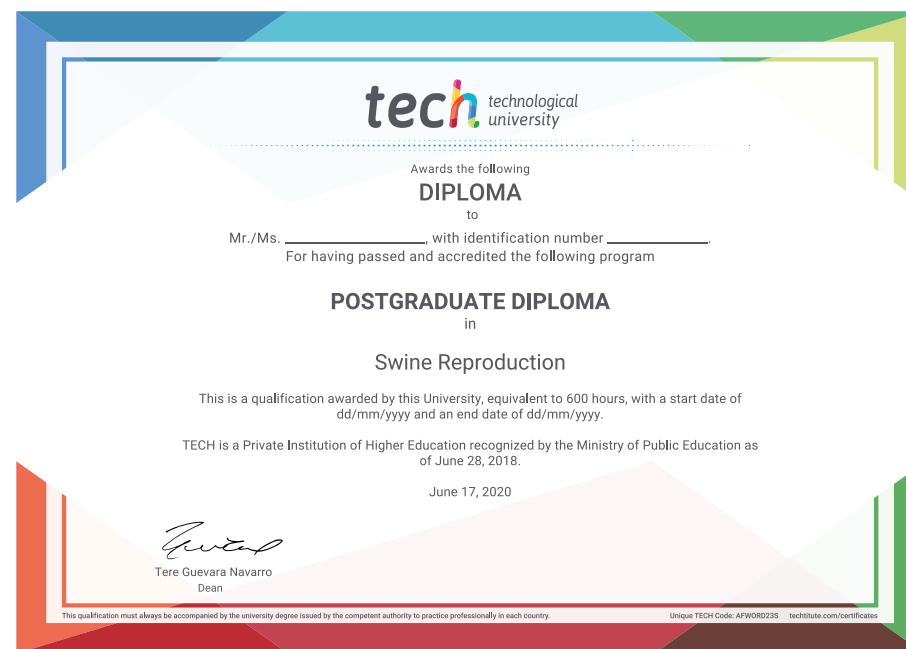 tech technological
university
Awards the following
DIPLOMA
to
Mr./Ms. ____________________, with identification number ______________.
For having passed and accredited the following program
POSTGRADUATE DIPLOMA
in
Swine Reproduction
This is a qualification awarded by this University, equivalent to 600 hours, with a start date of
dd/mm/yyyy and an end date of dd/mm/yyyy.
TECH is a Private Institution of Higher Education recognized by the Ministry of Public Education as
of June 28, 2018.
June 17, 2020
Tere Guevara Navarro
Dean
This qualification must always be accompanied by the university degree issued by the competent authority to practice professionally in each country.
Unique TECH Code: AFWORD23S techtitute.com/certificates